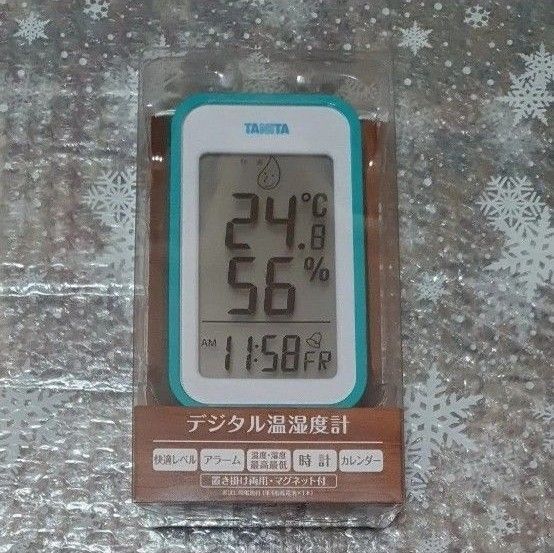 TANITA
24.8℃
56%
AM 11:58 FR
デジタル温湿度計
快適レベル アラーム 温度・湿度 最高最低 時計 カレンダー
置き掛け両用・マグネット付